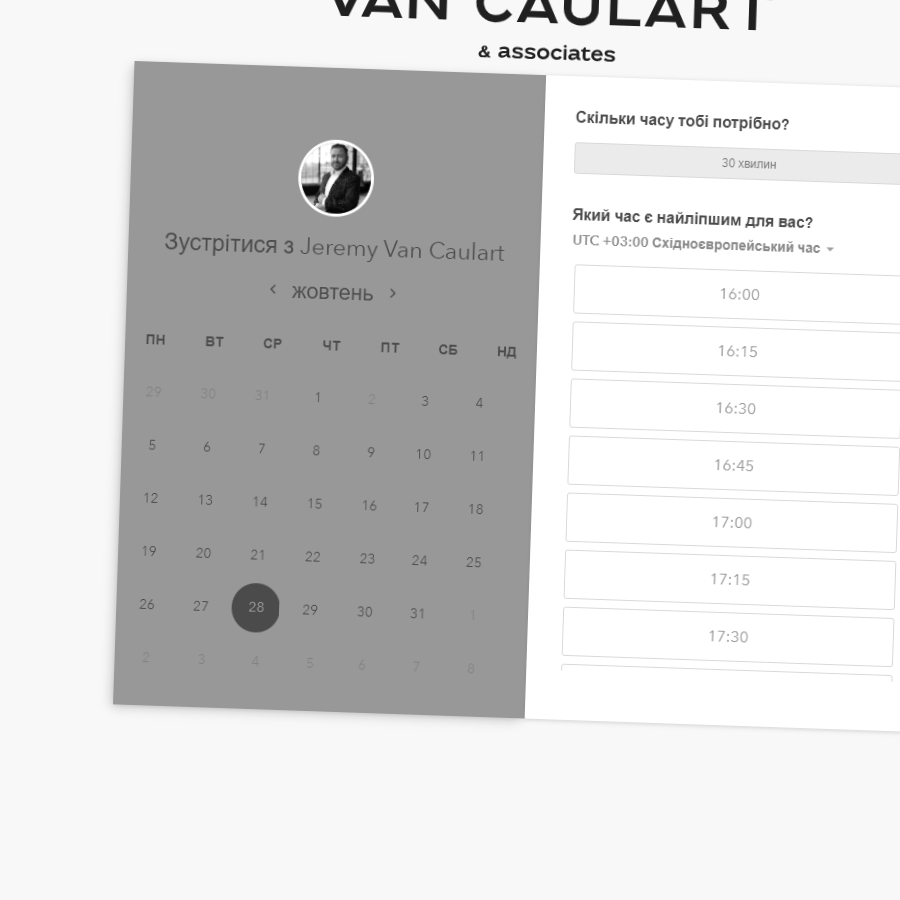 VAN CAULART
& associates
Зустрітися з Jeremy Van Caulart
жовтень
ПН ВТ СР ЧТ ПТ СБ НД
29 30 31 1 2 3 4
5 6 7 8 9 10 11
12 13 14 15 16 17 18
19 20 21 22 23 24 25
26 27 28 29 30 31 1
2 3 4 5 6 7 8
Скільки часу тобі потрібно?
30 хвилин
Який час є найліпшим для вас?
UTC +03:00 Східноєвропейський час
16:00
16:15
16:30
16:45
17:00
17:15
17:30